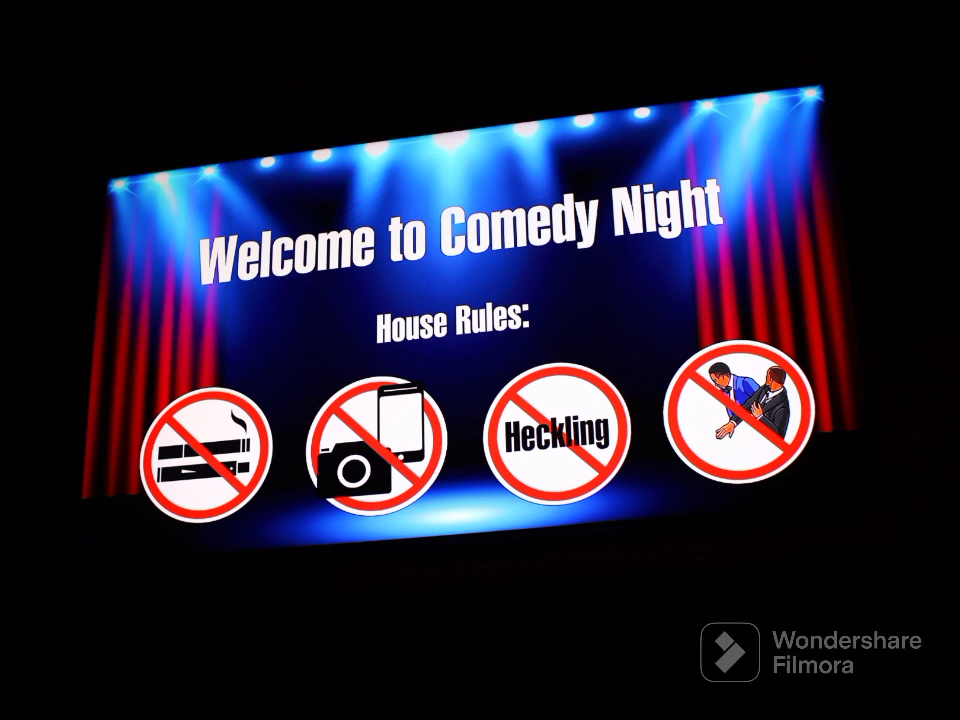 Welcome to Comedy Night
House Rules:
Heckling
Wondershare
Filmora